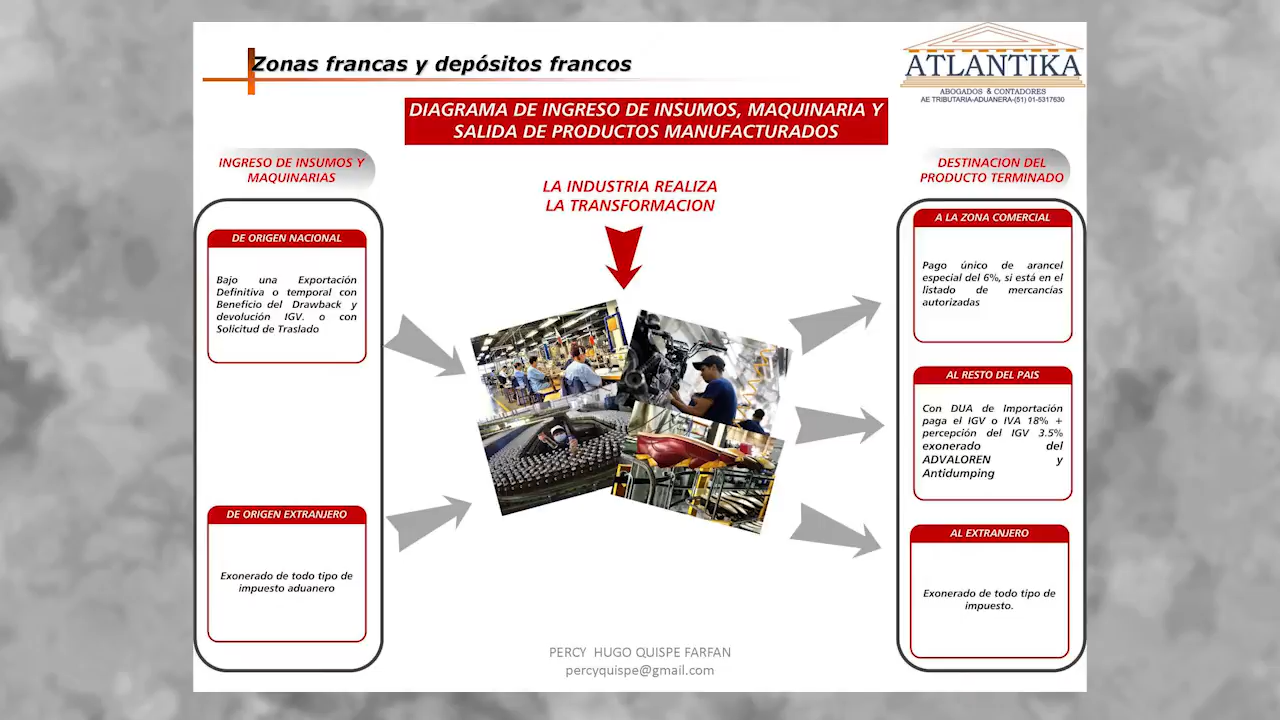 Zonas francas y depósitos francos
ATLANTIKA
ABOGADOS & CONTADORES
AE TRIBUTARIA-ADUANERA-(51) 01-5317630
DIAGRAMA DE INGRESO DE INSUMOS, MAQUINARIA Y
SALIDA DE PRODUCTOS MANUFACTURADOS
INGRESO DE INSUMOS Y
MAQUINARIAS
DE ORIGEN NACIONAL
Bajo una Exportación
Definitiva o temporal con
Beneficio del Drawback y
devolución IGV. o con
Solicitud de Traslado
DE ORIGEN EXTRANJERO
Exonerado de todo tipo de
impuesto aduanero
LA INDUSTRIA REALIZA
LA TRANSFORMACION
DESTINACION DEL
PRODUCTO TERMINADO
A LA ZONA COMERCIAL
Pago único de arancel
especial del 6%, si está en el
listado de mercancías
autorizadas
AL RESTO DEL PAIS
Con DUA de Importación
paga el IGV o IVA 18% +
percepción del IGV 3.5%
exonerado del
ADVALOREN y
Antidumping
AL EXTRANJERO
Exonerado de todo tipo de
impuesto.
PERCY HUGO QUISPE FARFAN
percyquispe@gmail.com